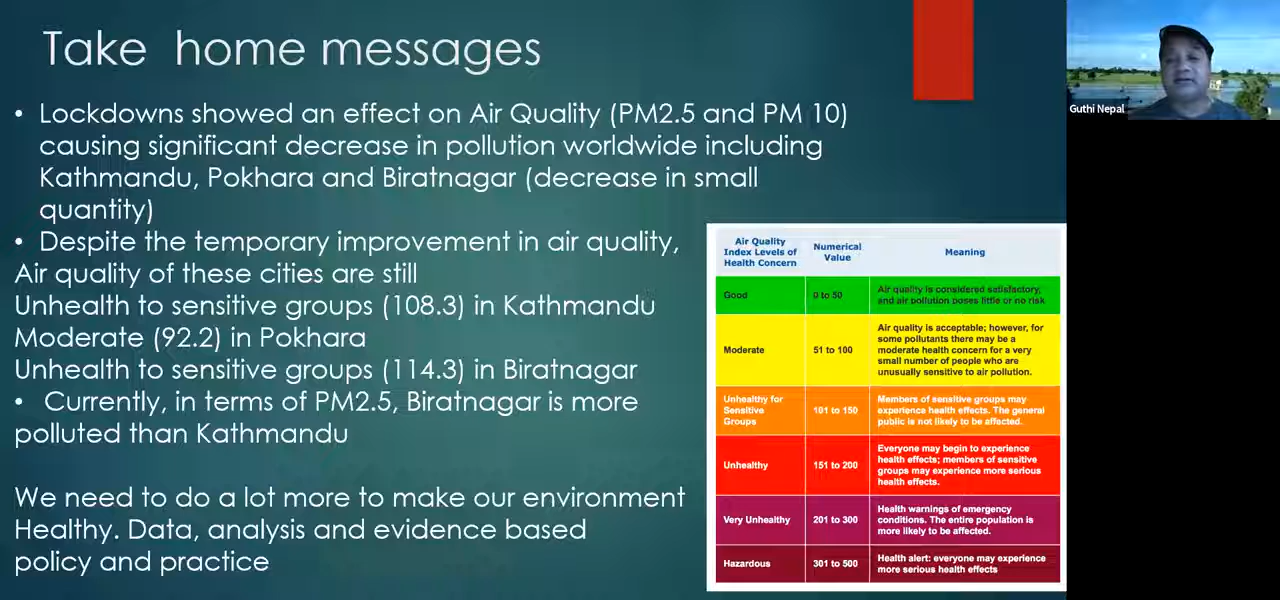 Take home messages
• Lockdowns showed an effect on Air Quality (PM2.5 and PM 10)
causing significant decrease in pollution worldwide including
Kathmandu, Pokhara and Biratnagar (decrease in small
quantity)
• Despite the temporary improvement in air quality,
Air quality of these cities are still
Unhealth to sensitive groups (108.3) in Kathmandu
Moderate (92.2) in Pokhara
Unhealth to sensitive groups (114.3) in Biratnagar
• Currently, in terms of PM2.5, Biratnagar is more
polluted than Kathmandu
We need to do a lot more to make our environment
Healthy. Data, analysis and evidence based
policy and practice
Air Quality
Index Levels of
Health Concern
Numerical
Value
Meaning
Good
0 to 50
Air quality is considered satisfactory,
and air pollution poses little or no risk
Moderate
51 to 100
Air quality is acceptable; however, for
some pollutants there may be a
moderate health concern for a very
small number of people who are
unusually sensitive to air pollution.
Unhealthy for
Sensitive
Groups
101 to 150
Members of sensitive groups may
experience health effects. The general
public is not likely to be affected.
Unhealthy
151 to 200
Everyone may begin to experience
health effects; members of sensitive
groups may experience more serious
health effects.
Very Unhealthy
201 to 300
Health warnings of emergency
conditions. The entire population is
more likely to be affected.
Hazardous
301 to 500
Health alert: everyone may experience
more serious health effects
Guthi Nepal